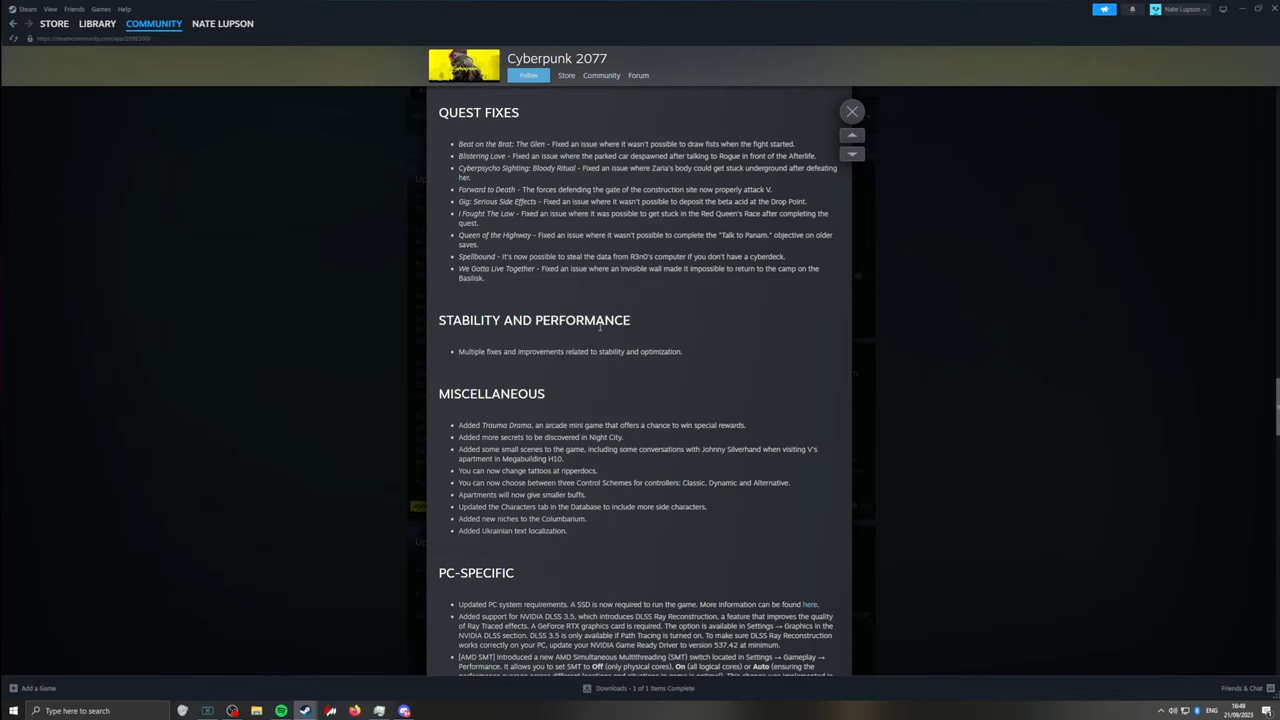 Steam View Friends Games Help
Nate Lupson
STORE LIBRARY COMMUNITY NATE LUPSON
Cyberpunk 2077
Follow Store Community Forum
QUEST FIXES
Beat on the Brat: The Glen - Fixed an issue where it wasn't possible to draw fists when the fight started.
Blistering Love - Fixed an issue where the parked car despawned after talking to Rogue in front of the Afterlife.
Cyberpsycho Sighting: Bloody Ritual - Fixed an issue where Zaria's body could get stuck underground after defeating
her.
Forward to Death - The forces defending the gate of the construction site now properly attack V.
Gig: Serious Side Effects - Fixed an issue where it wasn't possible to deposit the beta acid at the Drop Point.
I Fought The Law - Fixed an issue where it was possible to get stuck in the Red Queen's Race after completing the
quest.
Queen of the Highway - Fixed an issue where it wasn't possible to complete the "Talk to Panam." objective on older
saves.
Spellbound - It's now possible to steal the data from R3n0's computer if you don't have a cyberdeck.
We Gotta Live Together - Fixed an issue where an invisible wall made it impossible to return to the camp on the
Basilisk.
STABILITY AND PERFORMANCE
Multiple fixes and improvements related to stability and optimization.
MISCELLANEOUS
Added Trauma Drama, an arcade mini game that offers a chance to win special rewards.
Added more secrets to be discovered in Night City.
Added some small scenes to the game, including some conversations with Johnny Silverhand when visiting V's
apartment in Megabuilding H10.
You can now change tattoos at ripperdocs.
You can now choose between three Control Schemes for controllers: Classic, Dynamic and Alternative.
Apartments will now give smaller buffs.
Updated the Characters tab in the Database to include more side characters.
Added new niches to the Columbarium.
Added Ukrainian text localization.
PC-SPECIFIC
Updated PC system requirements. A SSD is now required to run the game. More information can be found here.
Added support for NVIDIA DLSS 3.5, which introduces DLSS Ray Reconstruction, a feature that improves the quality
of Ray Traced effects. A GeForce RTX graphics card is required. The option is available in Settings → Graphics in the
NVIDIA DLSS section. DLSS 3.5 is only available if Path Tracing is turned on. To make sure DLSS Ray Reconstruction
works correctly on your PC, update your NVIDIA Game Ready Driver to version 537.42 at minimum.
[AMD SMT] Introduced a new AMD Simultaneous Multithreading (SMT) switch located in Settings → Gameplay →
Performance. It allows you to set SMT to Off (only physical cores), On (all logical cores) or Auto (ensuring the
Add a Game
Downloads - 1 of 1 Items Complete
Friends & Chat
Type here to search
ENG
16:49
21/09/2023